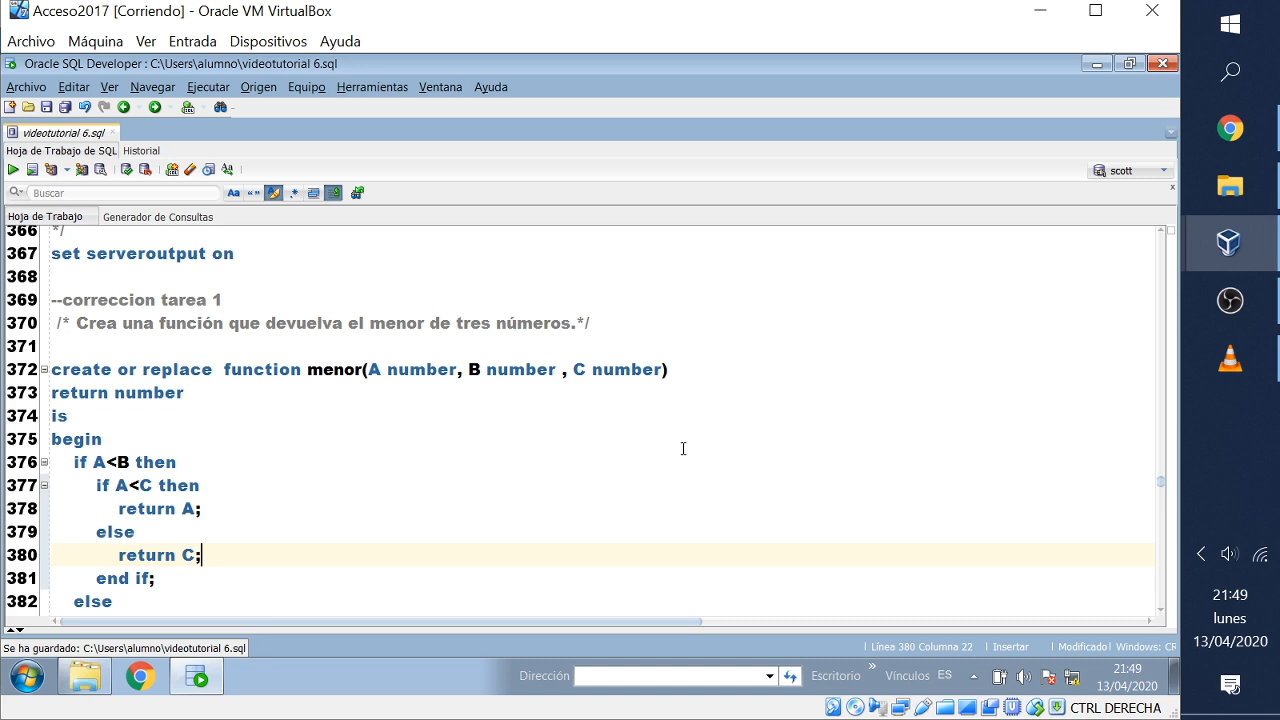 Acceso2017 [Corriendo] - Oracle VM VirtualBox
Archivo Máquina Ver Entrada Dispositivos Ayuda
Oracle SQL Developer : C:\Users\alumno\videotutorial 6.sql
Archivo Editar Ver Navegar Ejecutar Origen Equipo Herramientas Ventana Ayuda
videotutorial 6.sql
Hoja de Trabajo de SQL Historial
scott
Buscar
Hoja de Trabajo Generador de Consultas
366 */
367 set serveroutput on
368
369 --correccion tarea 1
370 /* Crea una función que devuelva el menor de tres números.*/
371
372 create or replace  function menor(A number, B number , C number)
373 return number
374 is
375 begin
376 if A<B then
377 if A<C then
378 return A;
379 else
380 return C;
381 end if;
382 else
Se ha guardado: C:\Users\alumno\videotutorial 6.sql
Línea 380 Columna 22 Insertar Modificado Windows: CR
Dirección Escritorio » Vínculos ES 21:49
13/04/2020
CTRL DERECHA
21:49
lunes
13/04/2020